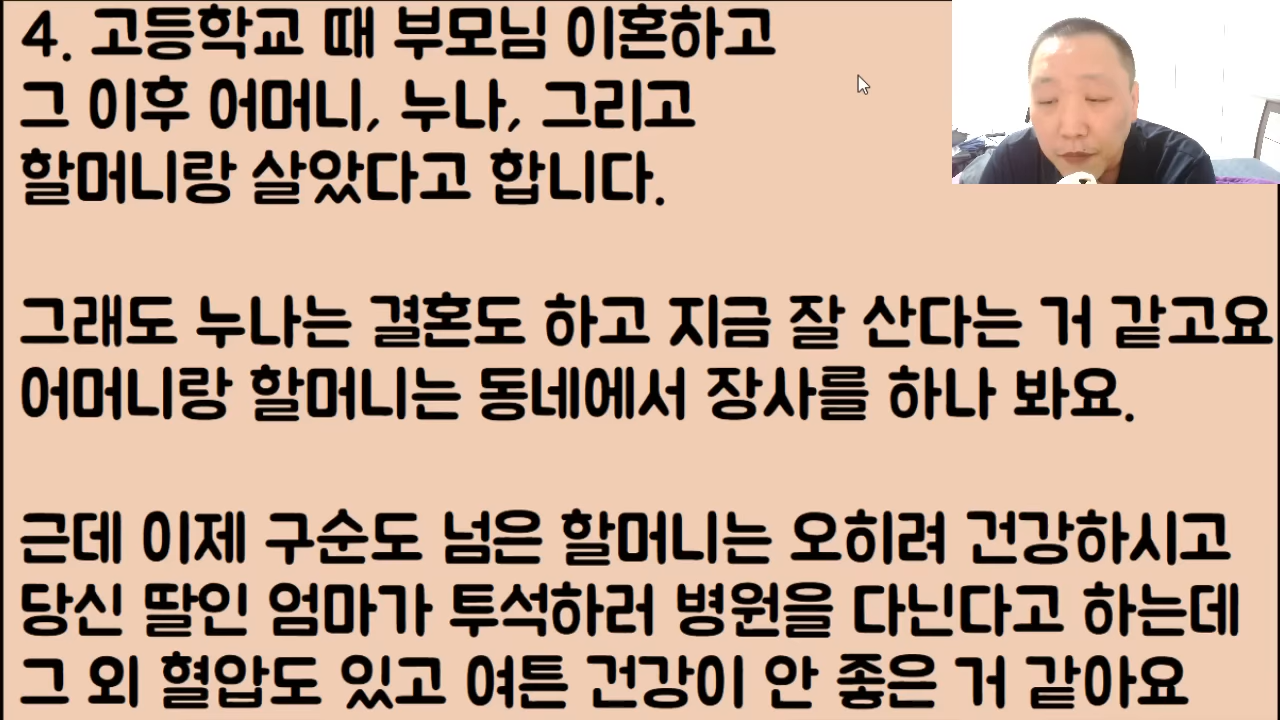 4. 고등학교 때 부모님 이혼하고
그 이후 어머니, 누나, 그리고
할머니랑 살았다고 합니다.
그래도 누나는 결혼도 하고 지금 잘 산다는 거 같고요
어머니랑 할머니는 동네에서 장사를 하나 봐요.
근데 이제 구순도 넘은 할머니는 오히려 건강하시고
당신 딸인 엄마가 투석하러 병원을 다닌다고 하는데
그 외 혈압도 있고 여튼 건강이 안 좋은 거 같아요